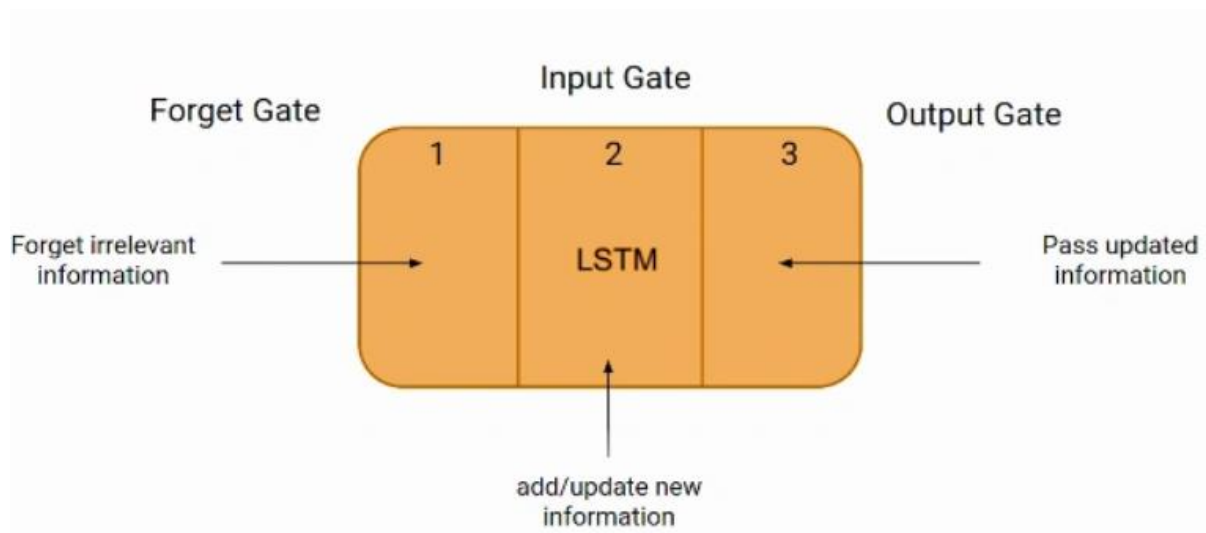 Input Gate
Forget Gate
Output Gate
1
2
3
Forget irrelevant
information
LSTM
Pass updated
information
add/update new
information